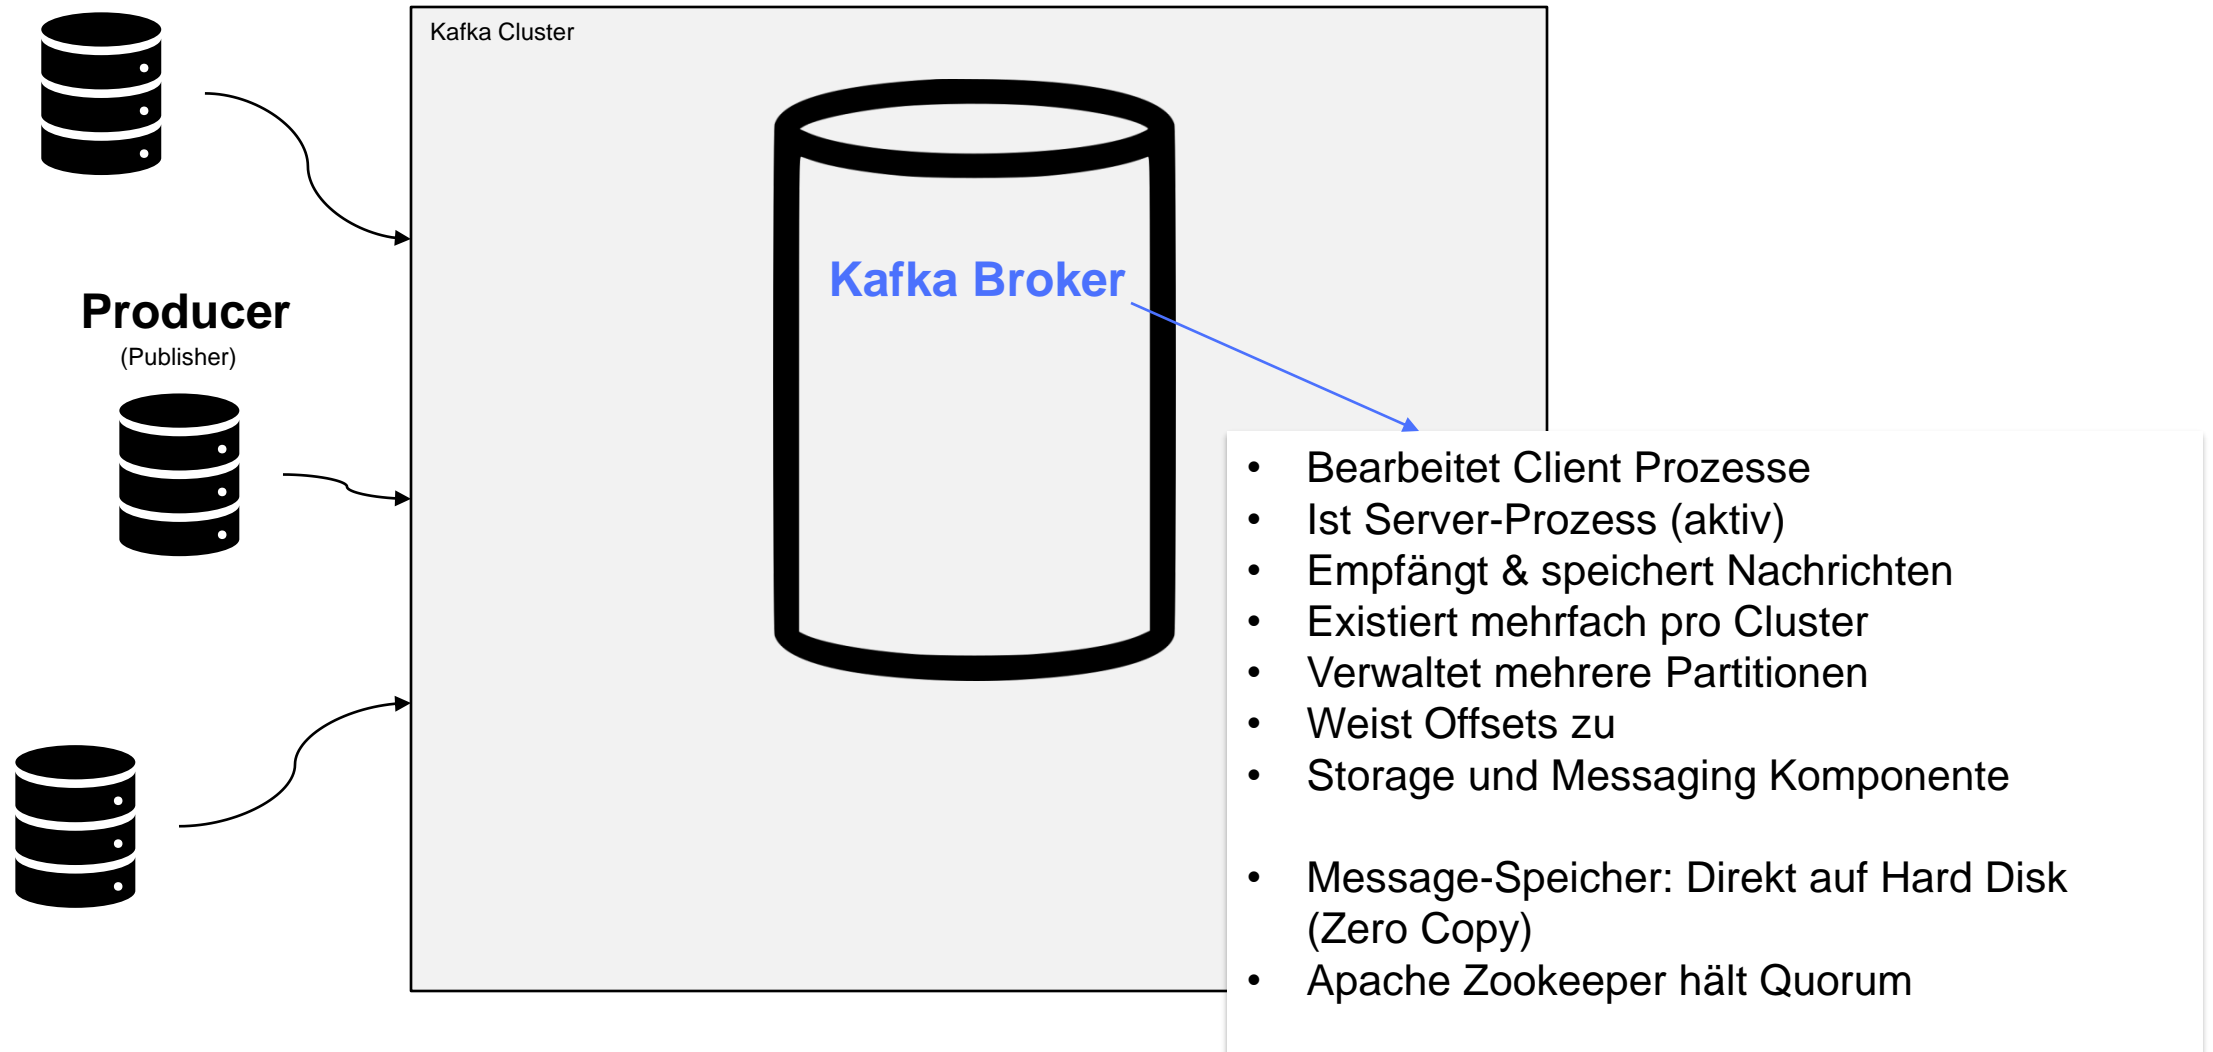 Kafka Cluster
Kafka Broker
Producer
(Publisher)
• Bearbeitet Client Prozesse
• Ist Server-Prozess (aktiv)
• Empfängt & speichert Nachrichten
• Existiert mehrfach pro Cluster
• Verwaltet mehrere Partitionen
• Weist Offsets zu
• Storage und Messaging Komponente
• Message-Speicher: Direkt auf Hard Disk
(Zero Copy)
• Apache Zookeeper hält Quorum